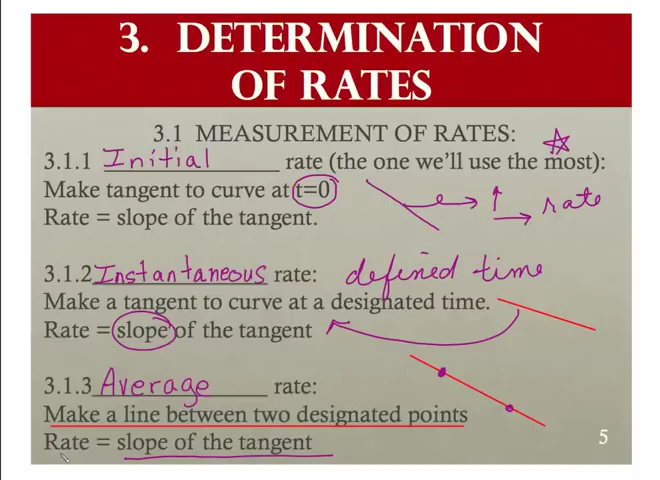 3. DETERMINATION
OF RATES
3.1 MEASUREMENT OF RATES:
3.1.1 Initial rate (the one we'll use the most):
Make tangent to curve at t=0
Rate = slope of the tangent.
rate
3.1.2 Instantaneous rate: defined time
Make a tangent to curve at a designated time.
Rate = slope of the tangent
3.1.3 Average rate:
Make a line between two designated points
Rate = slope of the tangent
5